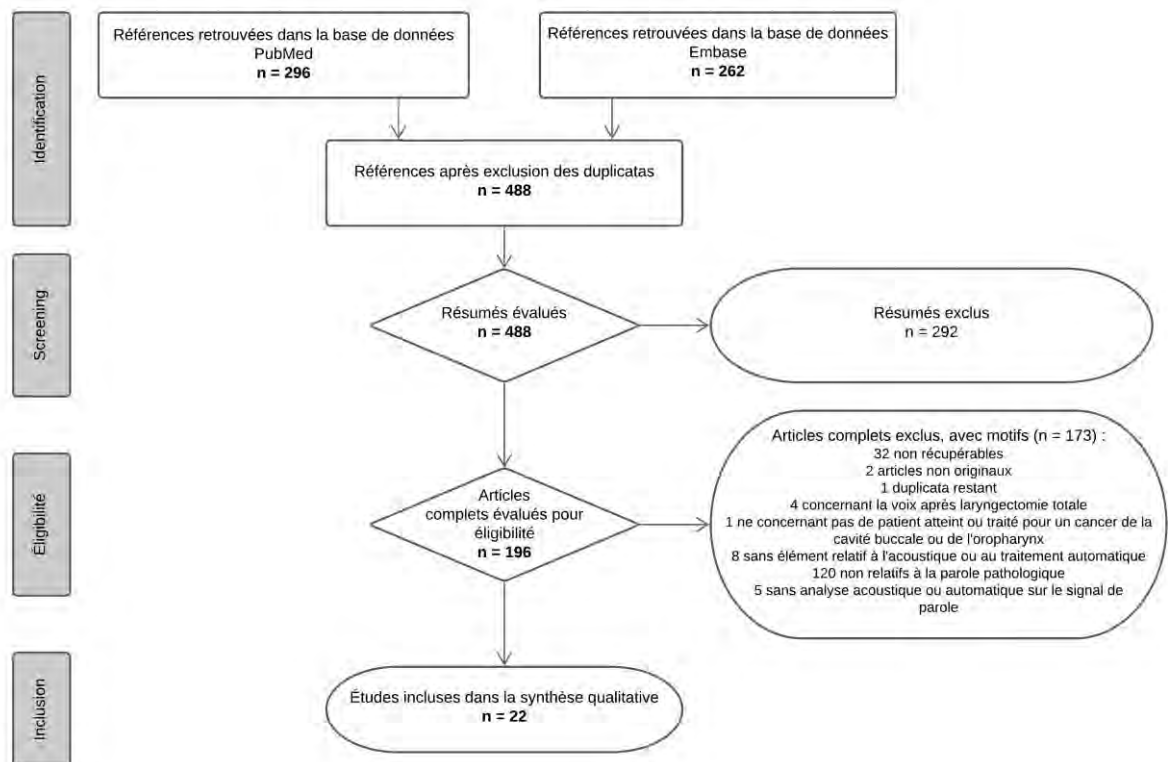 Identification
Références retrouvées dans la base de données
PubMed
n = 296
Références retrouvées dans la base de données
Embase
n = 262
Références après exclusion des duplicatas
n = 488
Screening
Résumés évalués
n = 488
Résumés exclus
n = 292
Éligibilité
Articles
complets évalués pour
éligibilité
n = 196
Articles complets exclus, avec motifs (n = 173) :
32 non récupérables
2 articles non originaux
1 duplicata restant
4 concernant la voix après laryngectomie totale
1 ne concernant pas de patient atteint ou traité pour un cancer de la
cavité buccale ou de l'oropharynx
8 sans élément relatif à l'acoustique ou au traitement automatique
120 non relatifs à la parole pathologique
5 sans analyse acoustique ou automatique sur le signal de
parole
Inclusion
Études incluses dans la synthèse qualitative
n = 22